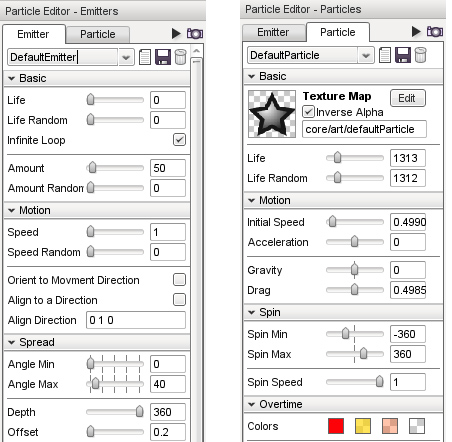 Particle Editor - Emitters
Emitter Particle
DefaultEmitter
Basic
Life 0
Life Random 0
Infinite Loop
Amount 50
Amount Random 0
Motion
Speed 1
Speed Random 0
Orient to Movment Direction
Align to a Direction
Align Direction 0 1 0
Spread
Angle Min 0
Angle Max 40
Depth 360
Offset 0.2
Particle Editor - Particles
Emitter Particle
DefaultParticle
Basic
Texture Map Edit
Inverse Alpha
core/art/defaultParticle
Life 1313
Life Random 1312
Motion
Initial Speed 0.4990
Acceleration 0
Gravity 0
Drag 0.4985
Spin
Spin Min -360
Spin Max 360
Spin Speed 1
Overtime
Colors